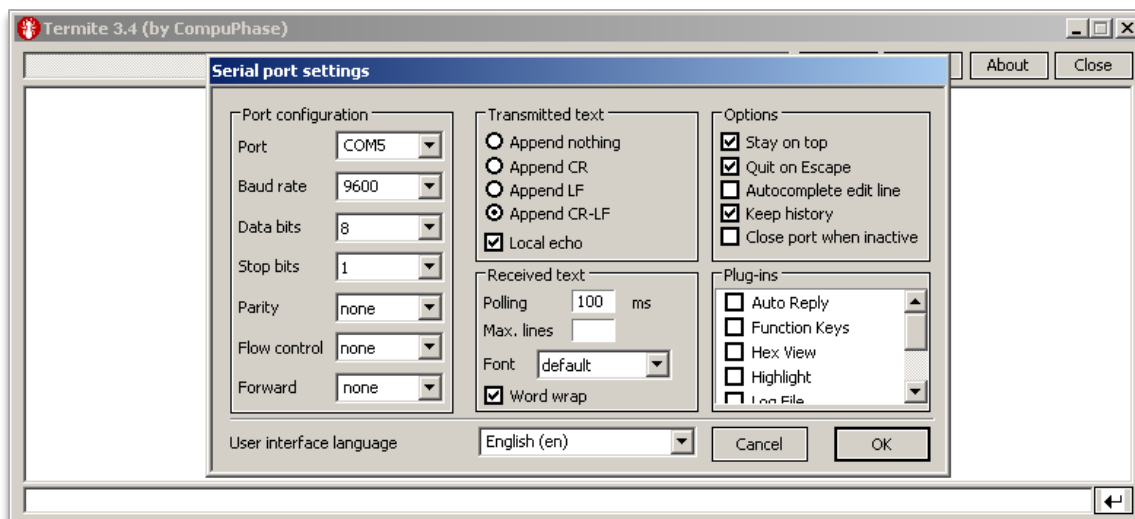 Termite 3.4 (by CompuPhase)
About
Close
Serial port settings
Port configuration
Port COM5
Baud rate 9600
Data bits 8
Stop bits 1
Parity none
Flow control none
Forward none
Transmitted text
Append nothing
Append CR
Append LF
Append CR-LF
Local echo
Received text
Polling 100 ms
Max. lines
Font default
Word wrap
Options
Stay on top
Quit on Escape
Autocomplete edit line
Keep history
Close port when inactive
Plug-ins
Auto Reply
Function Keys
Hex View
Highlight
Log File
User interface language English (en)
Cancel
OK